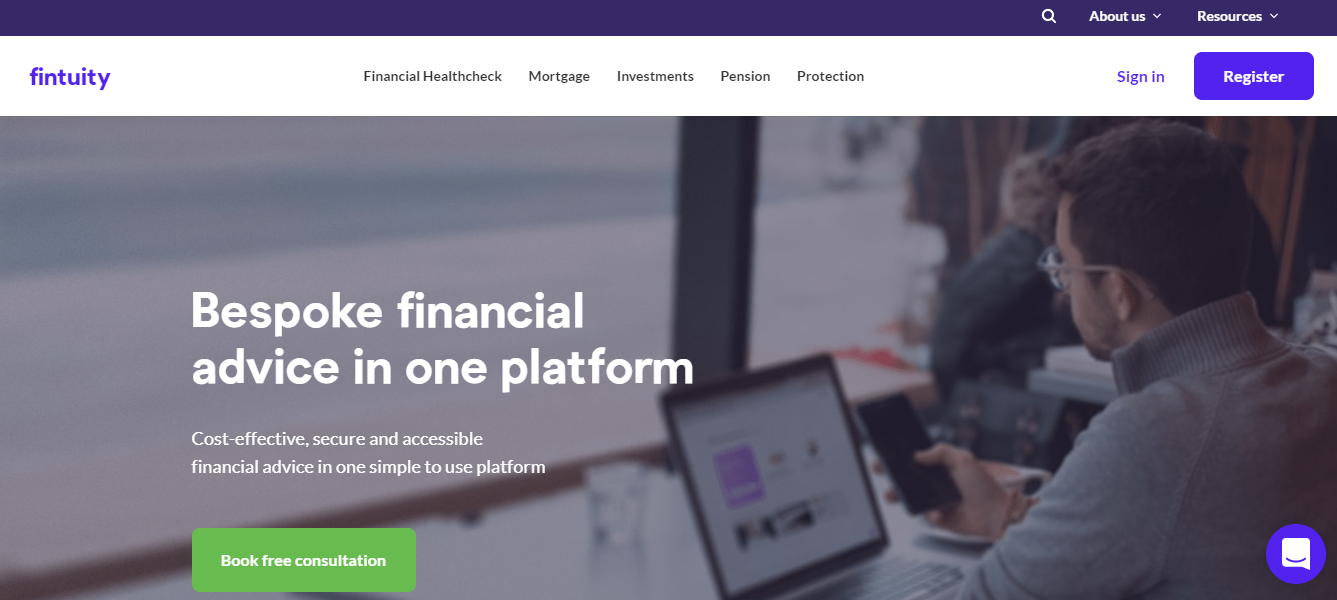 About us
Resources
fintuity
Financial Healthcheck
Mortgage
Investments
Pension
Protection
Sign in
Register
Bespoke financial
advice in one platform
Cost-effective, secure and accessible
financial advice in one simple to use platform
Book free consultation